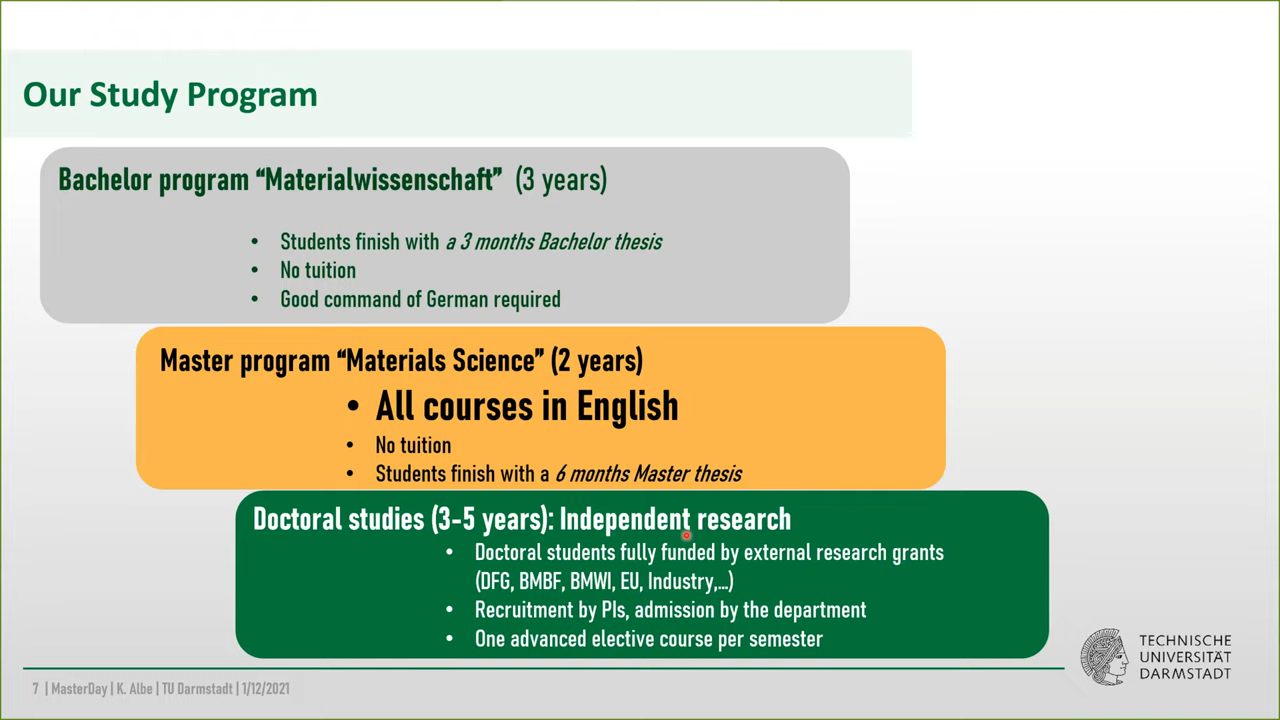 Our Study Program
Bachelor program “Materialwissenschaft” (3 years)
• Students finish with a 3 months Bachelor thesis
• No tuition
• Good command of German required
Master program “Materials Science” (2 years)
• All courses in English
• No tuition
• Students finish with a 6 months Master thesis
Doctoral studies (3-5 years): Independent research
• Doctoral students fully funded by external research grants
(DFG, BMBF, BMWI, EU, Industry,...)
• Recruitment by PIs, admission by the department
• One advanced elective course per semester
TECHNISCHE
UNIVERSITÄT
DARMSTADT
7 | MasterDay | K. Albe | TU Darmstadt | 1/12/2021